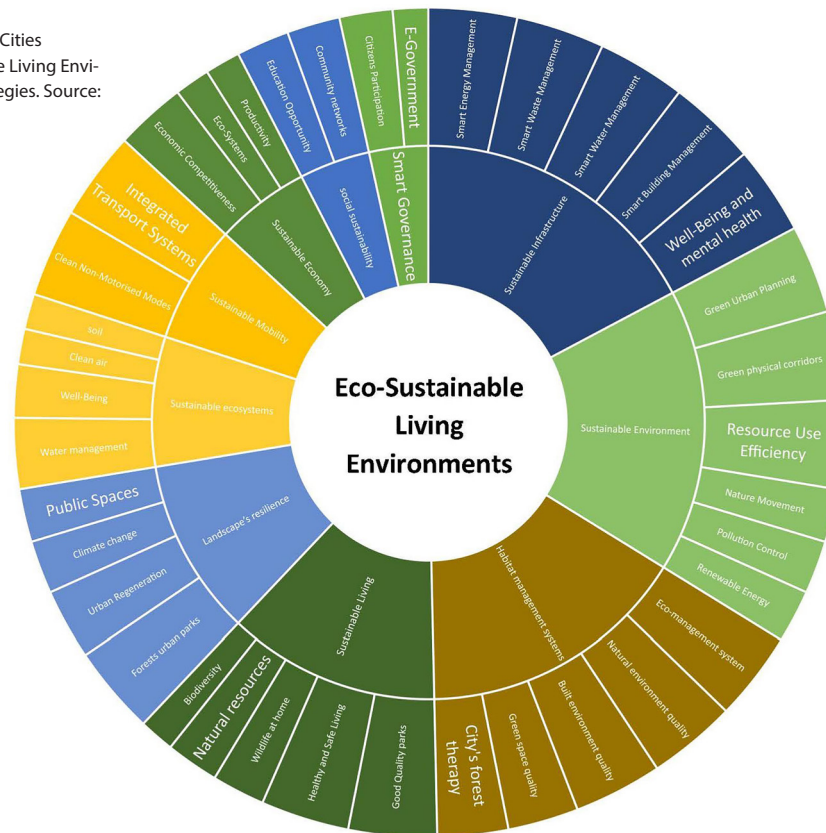 Cities
e Living Envi-
egies. Source:
Eco-Sustainable
Living
Environments
Sustainable Infrastructure
Smart Energy Management
Smart Waste Management
Smart Water Management
Smart Building Management
Well-Being and
mental health
Sustainable Environment
Green Urban Planning
Green physical corridors
Resource Use
Efficiency
Nature Movement
Pollution Control
Renewable Energy
Habitat management systems
Eco-management system
Natural environment quality
Built environment quality
Green space quality
City's forest
therapy
Sustainable Living
Good Quality parks
Healthy and Safe Living
Wildlife at home
Natural resources
Biodiversity
Landscape's resilience
Forests urban parks
Urban Regeneration
Climate change
Public Spaces
Sustainable ecosystems
Water management
Well-Being
Clean air
soil
Sustainable Mobility
Clean Non-Motorised Modes
Integrated
Transport Systems
Sustainable Economy
Economic Competitiveness
Eco-Systems
Productivity
social sustainability
Education Opportunity
Community networks
Smart Governance
Citizens Participation
E-Government